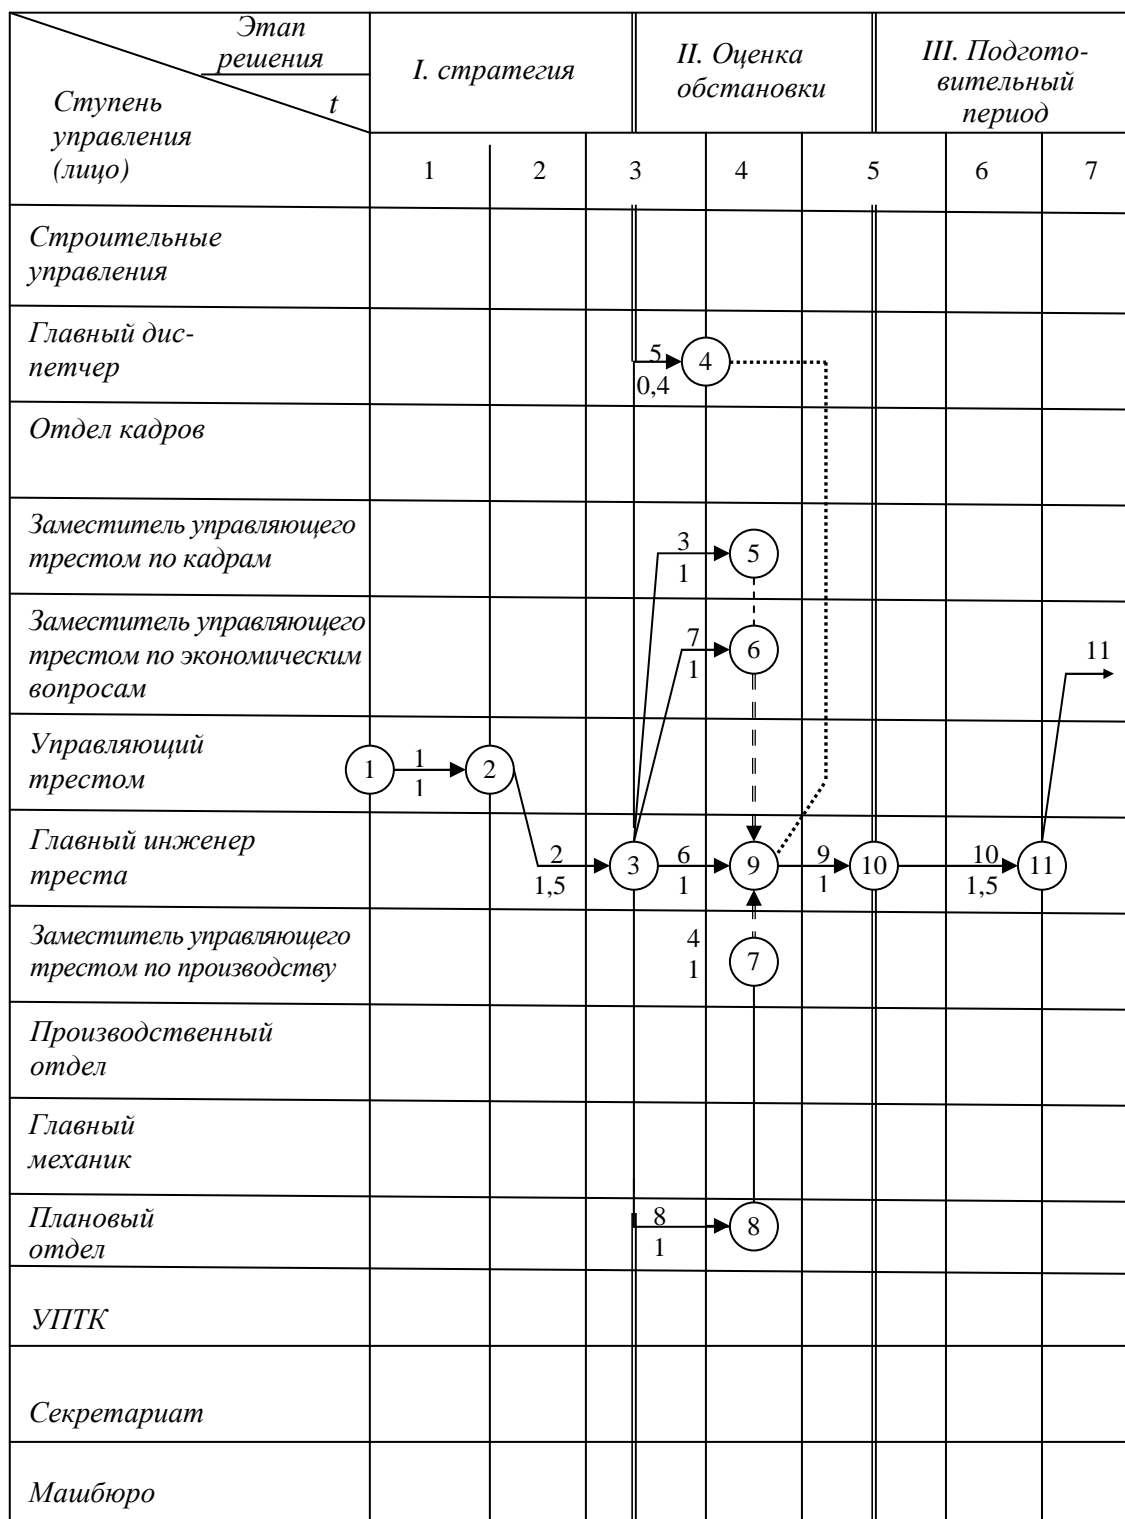 Этап
решения
t
Ступень
управления
(лицо)
I. стратегия
II. Оценка
обстановки
III. Подгото-
вительный
период
1 2 3 4 5 6 7
Строительные
управления
Главный дис-
петчер
5
0,4
4
Отдел кадров
Заместитель управляющего
трестом по кадрам
3
1
5
Заместитель управляющего
трестом по экономическим
вопросам
7
1
6
11
Управляющий
трестом
1
1
1
2
Главный инженер
треста
2
1,5
3
6
1
9
9
1
10
10
1,5
11
Заместитель управляющего
трестом по производству
4
1
7
Производственный
отдел
Главный
механик
Плановый
отдел
8
1
8
УПТК
Секретариат
Машбюро